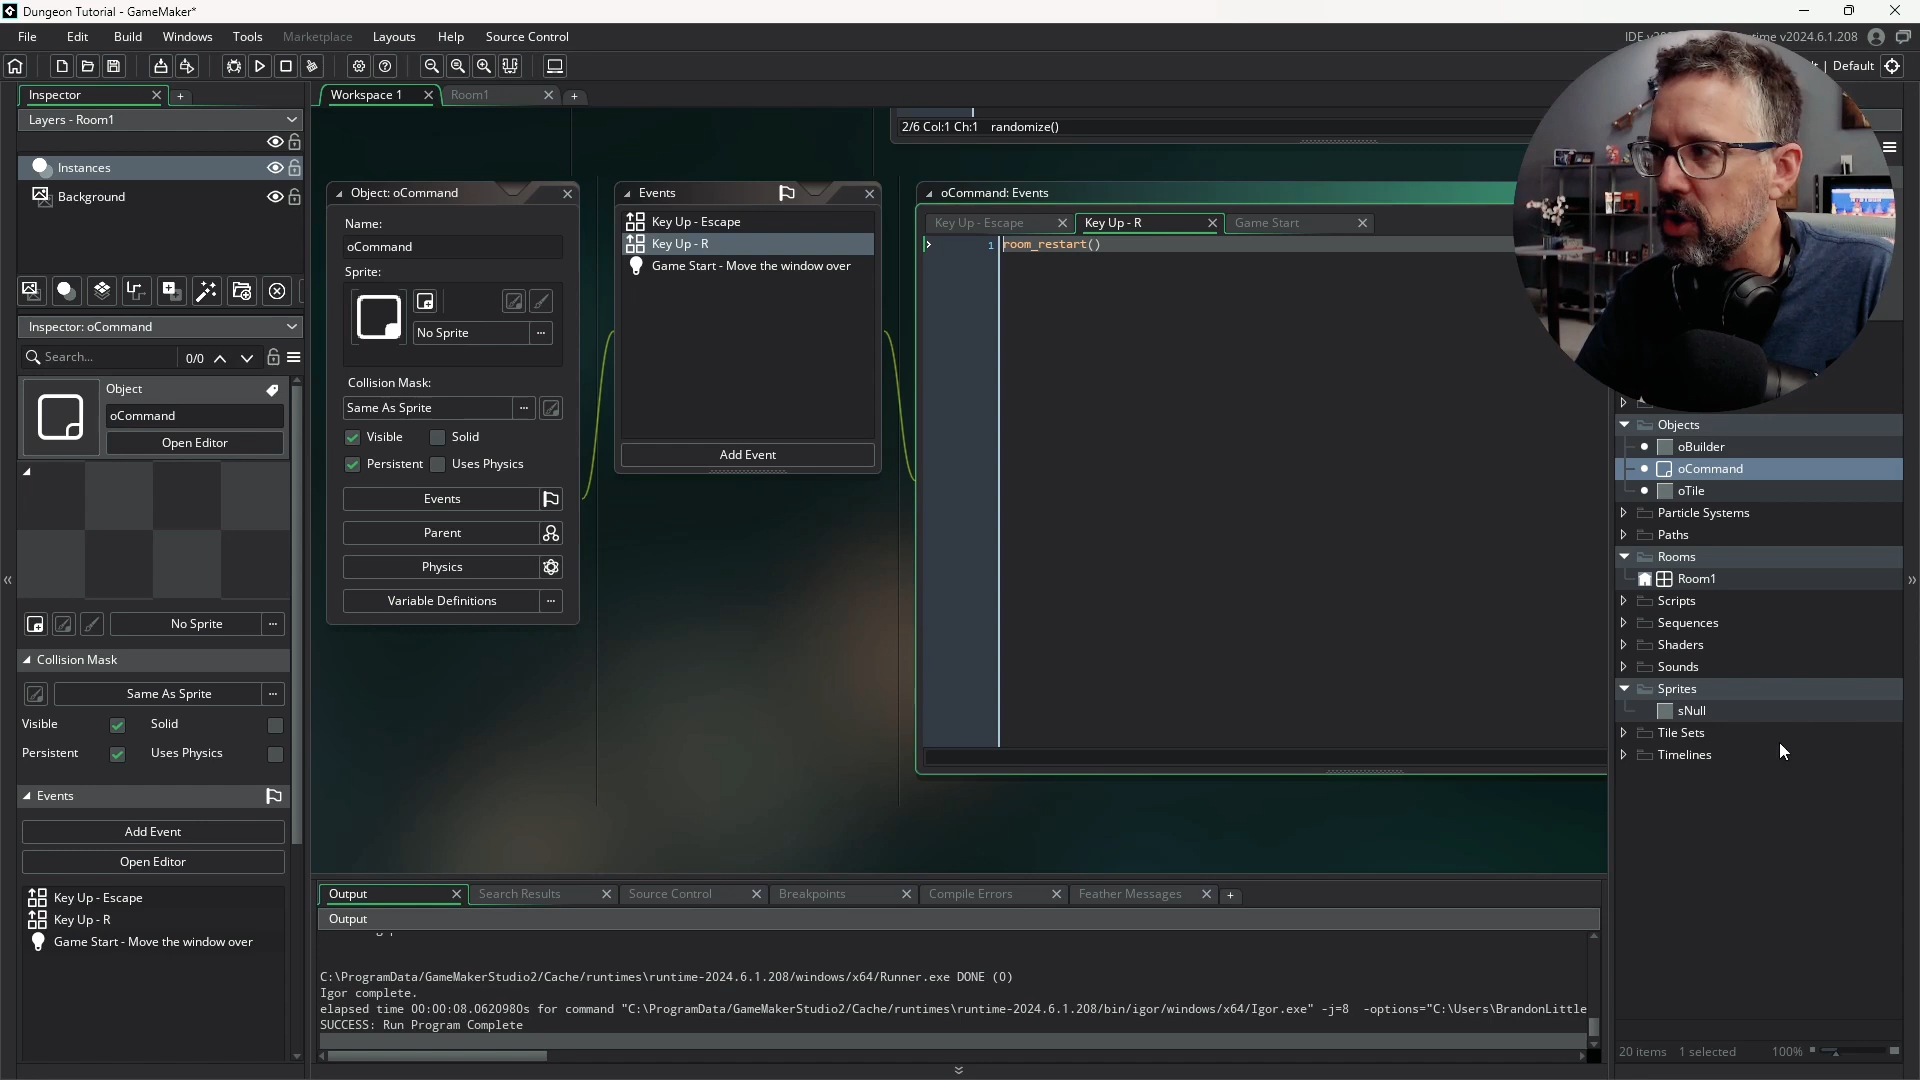 Dungeon Tutorial - GameMaker*
File Edit Build Windows Tools Marketplace Layouts Help Source Control
time v2024.6.1.208
Default
Inspector
Workspace 1 Room1
Layers - Room1
Instances
Background
2/6 Col:1 Ch:1 randomize()
Object: oCommand
Name:
oCommand
Sprite:
No Sprite
Collision Mask:
Same As Sprite
Visible Solid
Persistent Uses Physics
Events
Parent
Physics
Variable Definitions
Events
Key Up - Escape
Key Up - R
Game Start - Move the window over
Add Event
oCommand: Events
Key Up - Escape Key Up - R Game Start
1 room_restart()
Inspector: oCommand
Search... 0/0
Object
oCommand
Open Editor
No Sprite
Collision Mask
Same As Sprite
Visible Solid
Persistent Uses Physics
Events
Add Event
Open Editor
Key Up - Escape
Key Up - R
Game Start - Move the window over
Output Search Results Source Control Breakpoints Compile Errors Feather Messages
Output
C:\ProgramData/GameMakerStudio2/Cache/runtimes\runtime-2024.6.1.208/windows/x64/Runner.exe DONE (0)
Igor complete.
elapsed time 00:00:08.0620980s for command "C:\ProgramData/GameMakerStudio2/Cache/runtimes\runtime-2024.6.1.208/bin/igor/windows/x64/Igor.exe" -j=8 -options="C:\Users\BrandonLittle
SUCCESS: Run Program Complete
Objects
oBuilder
oCommand
oTile
Particle Systems
Paths
Rooms
Room1
Scripts
Sequences
Shaders
Sounds
Sprites
sNull
Tile Sets
Timelines
20 items 1 selected 100%